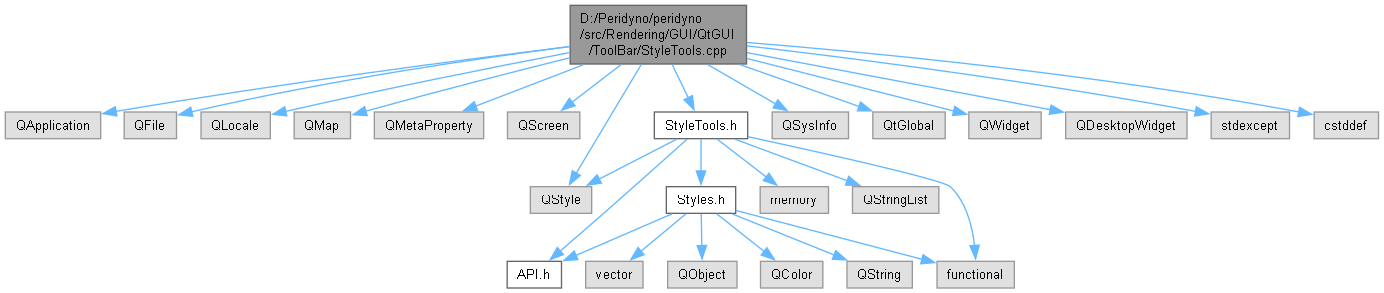 D:/Peridyno/peridyno
/src/Rendering/GUI/QtGUI
/ToolBar/StyleTools.cpp
QApplication
QFile
QLocale
QMap
QMetaProperty
QScreen
StyleTools.h
QSysInfo
QtGlobal
QWidget
QDesktopWidget
stdexcept
cstddef
QStyle
Styles.h
memory
QStringList
API.h
vector
QObject
QColor
QString
functional